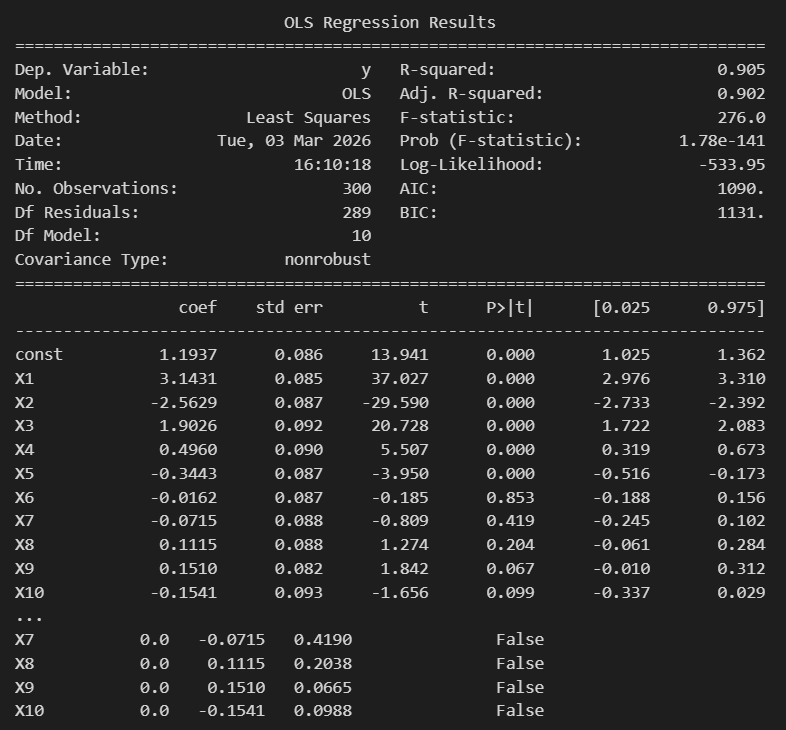 OLS Regression Results
==============================================================================
Dep. Variable:                      y   R-squared:                       0.905
Model:                            OLS   Adj. R-squared:                  0.902
Method:                 Least Squares   F-statistic:                     276.0
Date:                Tue, 03 Mar 2026   Prob (F-statistic):          1.78e-141
Time:                        16:10:18   Log-Likelihood:                -533.95
No. Observations:                 300   AIC:                             1090.
Df Residuals:                     289   BIC:                             1131.
Df Model:                          10
Covariance Type:            nonrobust
==============================================================================
                 coef    std err          t      P>|t|      [0.025      0.975]
------------------------------------------------------------------------------
const          1.1937      0.086     13.941      0.000       1.025       1.362
X1             3.1431      0.085     37.027      0.000       2.976       3.310
X2            -2.5629      0.087    -29.590      0.000      -2.733      -2.392
X3             1.9026      0.092     20.728      0.000       1.722       2.083
X4             0.4960      0.090      5.507      0.000       0.319       0.673
X5            -0.3443      0.087     -3.950      0.000      -0.516      -0.173
X6            -0.0162      0.087     -0.185      0.853      -0.188       0.156
X7            -0.0715      0.088     -0.809      0.419      -0.245       0.102
X8             0.1115      0.088      1.274      0.204      -0.061       0.284
X9             0.1510      0.082      1.842      0.067      -0.010       0.312
X10           -0.1541      0.093     -1.656      0.099      -0.337       0.029
...
X7           0.0   -0.0715   0.4190               False
X8           0.0    0.1115   0.2038               False
X9           0.0    0.1510   0.0665               False
X10          0.0   -0.1541   0.0988               False